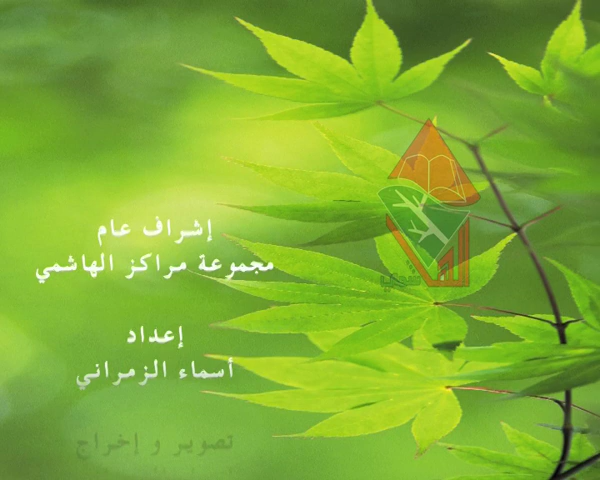 إشراف عام
مجموعة مراكز الهاشمي
إعداد
أسماء الزمراني
تصوير و إخراج